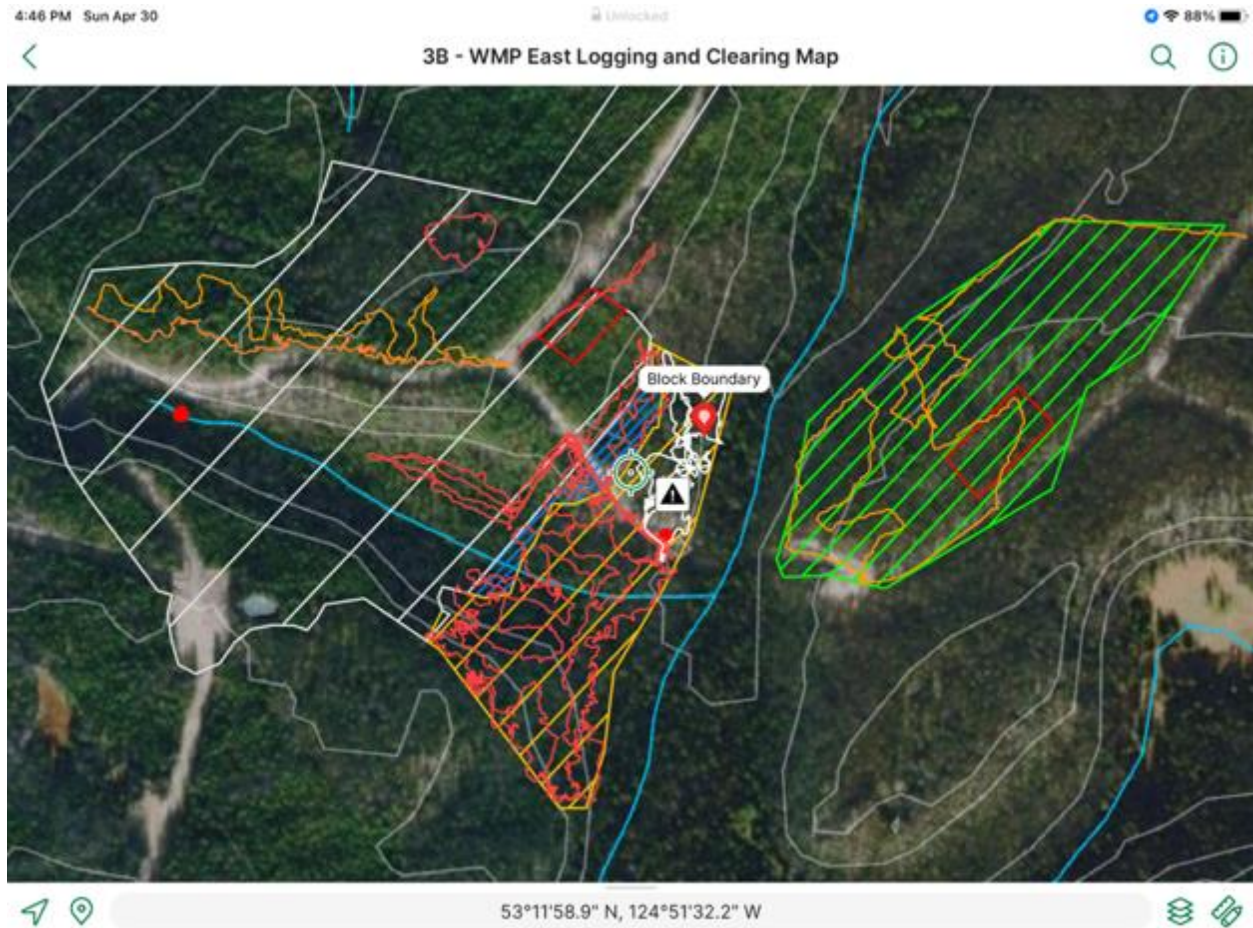 4:46 PM Sun Apr 30
Unlocked
88%
3B - WMP East Logging and Clearing Map
Block Boundary
53°11'58.9" N, 124°51'32.2" W